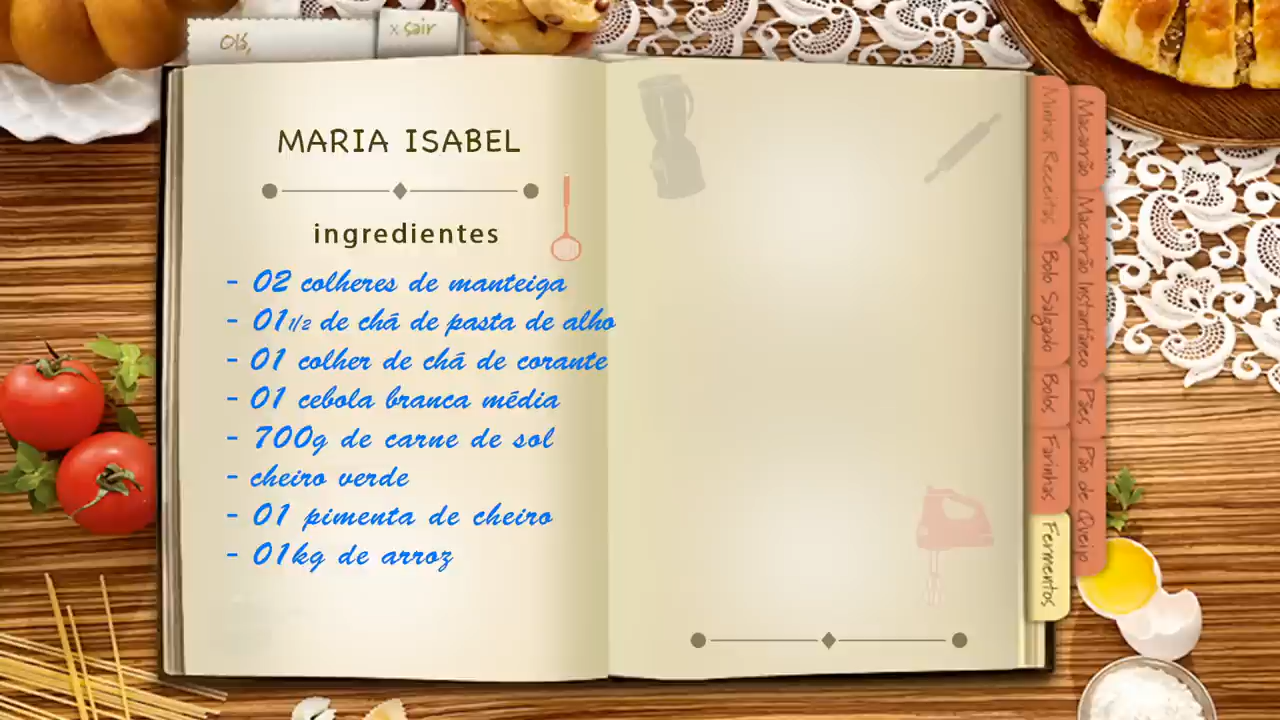 Olá,
x sair
MARIA ISABEL
ingredientes
- 02 colheres de manteiga
- 01 1/2 de chá de pasta de alho
- 01 colher de chá de corante
- 01 cebola branca média
- 700g de carne de sol
- cheiro verde
- 01 pimenta de cheiro
- 01kg de arroz
Minhas Receitas
Bolo Salgado
Bolos
Farinhas
Fermentos
Macarrão
Macarrão Instantâneo
Pães
Pão de Queijo